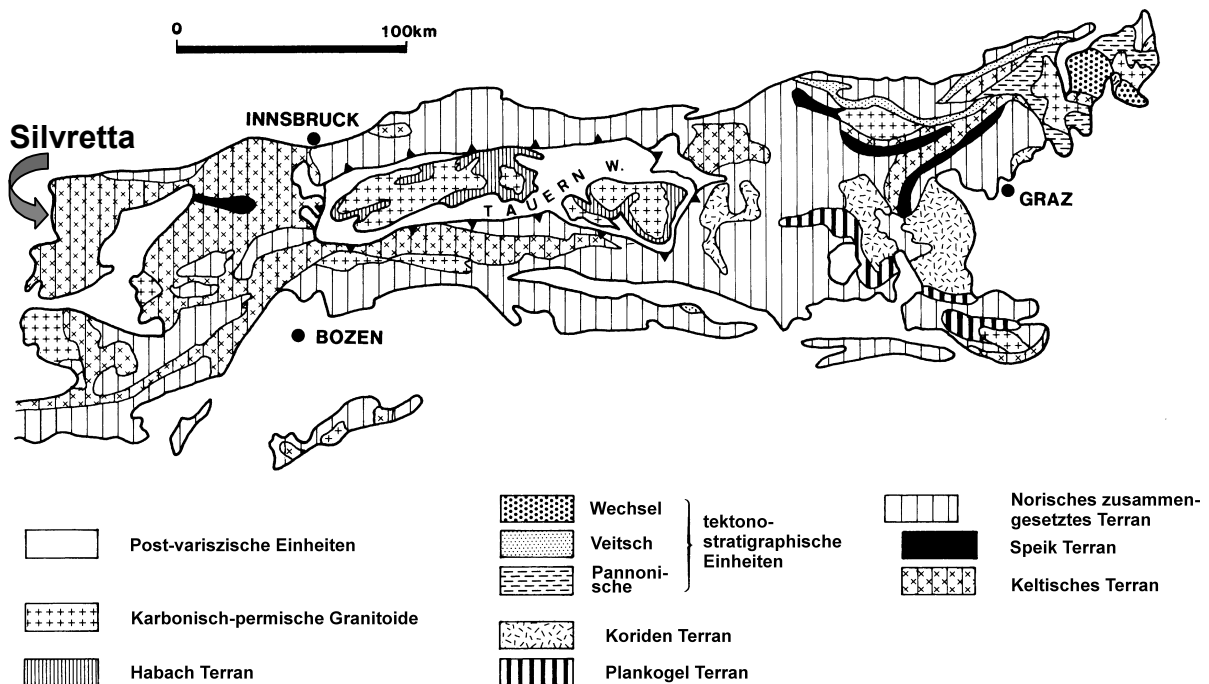 0 100km
INNSBRUCK
Silvretta
TAUERN W.
GRAZ
BOZEN
Post-variszische Einheiten
Karbonisch-permische Granitoide
Habach Terran
Wechsel
Veitsch
Pannoni-
sche
tektono-
stratigraphische
Einheiten
Koriden Terran
Plankogel Terran
Norisches zusammen-
gesetztes Terran
Speik Terran
Keltisches Terran